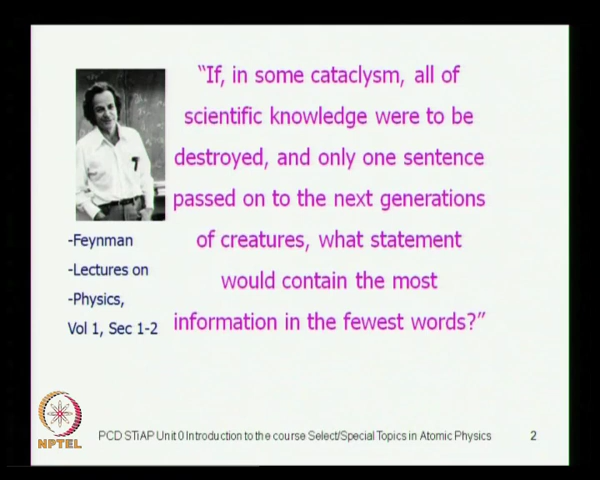 “If, in some cataclysm, all of
scientific knowledge were to be
destroyed, and only one sentence
passed on to the next generations
of creatures, what statement
would contain the most
information in the fewest words?”
-Feynman
-Lectures on
-Physics,
Vol 1, Sec 1-2
NPTEL
PCD STiAP Unit 0 Introduction to the course Select/Special Topics in Atomic Physics
2